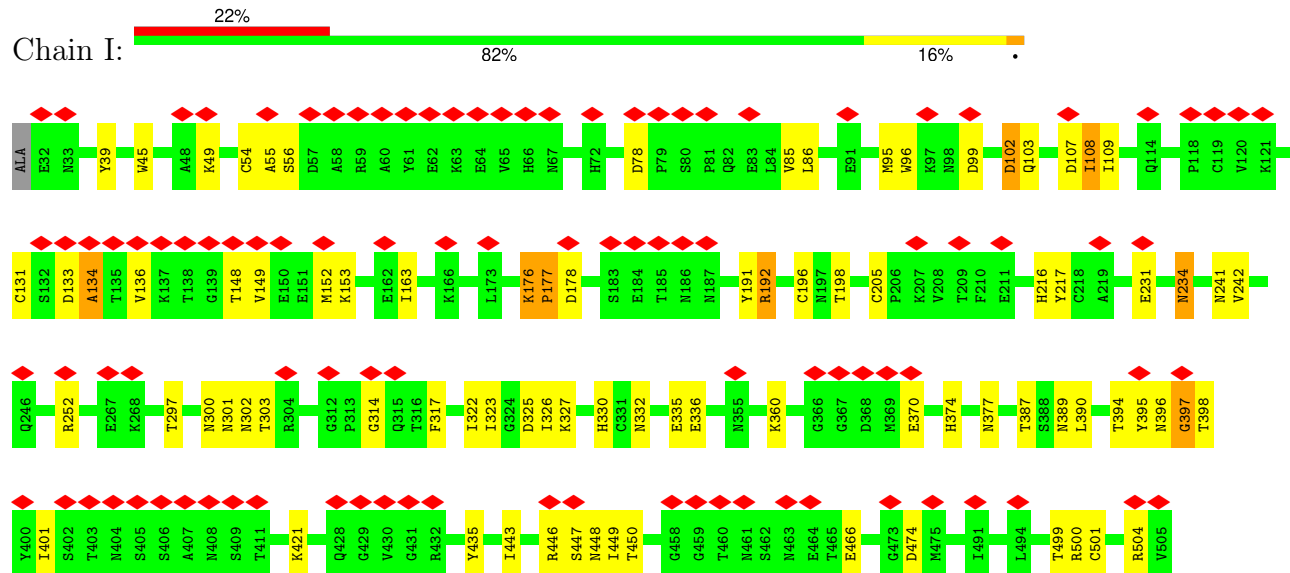 22%
Chain I:
82%
16%
•
ALA E32 N33 Y39 W45 A48 K49 C54 A55 S56 D57 A58 R59 A60 Y61 E62 K63 E64 V65 H66 N67 H72 D78 P79 S80 P81 Q82 E83 L84 V85 L86 E91 M95 W96 K97 N98 D99 D102 Q103 D107 I108 I109 Q114 P118 C119 V120 K121
C131 S132 D133 A134 T135 V136 K137 T138 G139 T148 V149 E150 E151 M152 K153 E162 I163 K166 L173 K176 P177 D178 S183 E184 T185 N186 N187 Y191 R192 C196 N197 T198 C205 P206 K207 V208 T209 F210 E211 H216 Y217 C218 A219 E231 N234 N241 V242
Q246 R252 E267 K268 T297 N300 N301 N302 T303 R304 G312 P313 G314 Q315 T316 F317 I322 I323 G324 D325 I326 K327 H330 C331 N332 E335 E336 N355 K360 G366 G367 D368 M369 E370 H374 N377 T387 S388 N389 L390 T394 Y395 N396 G397 T398
Y400 I401 S402 T403 N404 S405 S406 A407 N408 S409 T411 K421 Q428 G429 V430 G431 R432 Y435 I443 R446 S447 N448 I449 T450 G458 G459 T460 N461 S462 N463 E464 T465 E466 G473 D474 M475 I491 L494 T499 R500 C501 R504 V505